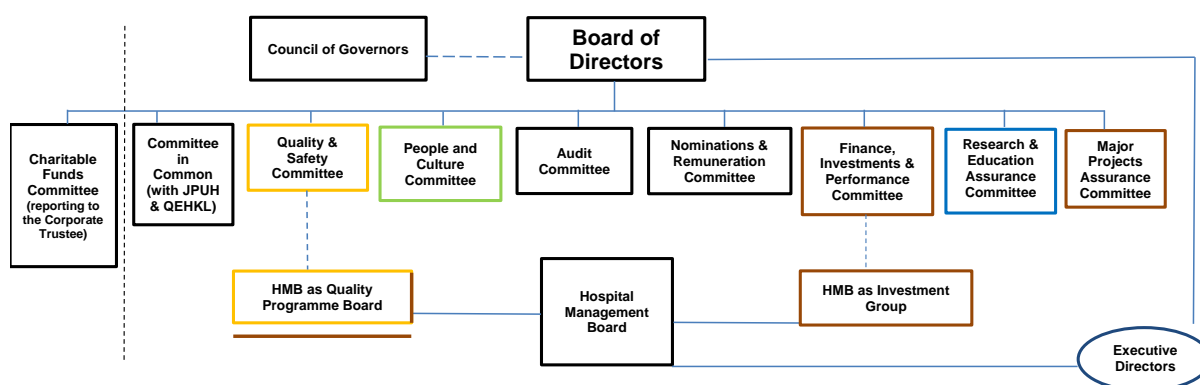 Council of Governors
Board of
Directors
Charitable
Funds
Committee
(reporting to
the Corporate
Trustee)
Committee
in
Common
(with JPUH
& QEHKL)
Quality &
Safety
Committee
People and
Culture
Committee
Audit
Committee
Nominations &
Remuneration
Committee
Finance,
Investments &
Performance
Committee
Research &
Education
Assurance
Committee
Major
Projects
Assurance
Committee
HMB as Quality
Programme Board
Hospital
Management
Board
HMB as Investment
Group
Executive
Directors